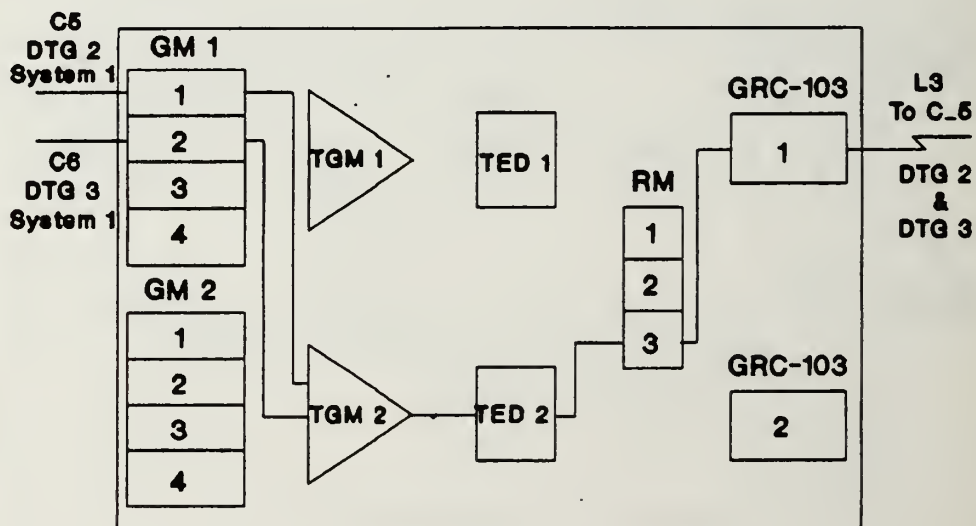 C5
DTG 2
System 1
C6
DTG 3
System 1
GM 1
1
2
3
4
GM 2
1
2
3
4
TGM 1
TED 1
TGM 2
TED 2
RM
1
2
3
GRC-103
1
GRC-103
2
L3
To C_5
DTG 2
&
DTG 3